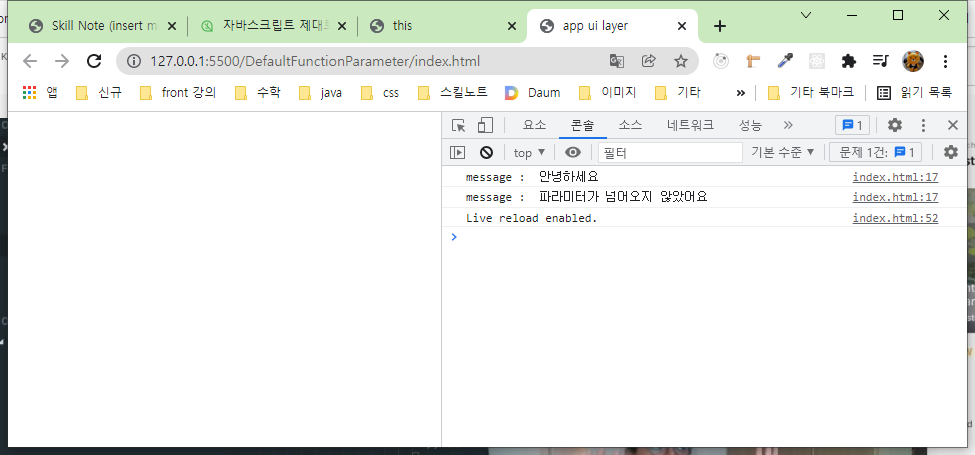 Skill Note (insert m
자바스크립트 제대로
this
app ui layer
127.0.0.1:5500/DefaultFunctionParameter/index.html
앱 신규 front 강의 수학 java css 스킬노트 Daum 이미지 기타 » 기타 북마크 읽기 목록
요소 콘솔 소스 네트워크 성능 » 1
top ▼ 필터 기본 수준 ▼ 문제 1건: 1
message : 안녕하세요 index.html:17
message : 파라미터가 넘어오지 않았어요 index.html:17
Live reload enabled. index.html:52
>